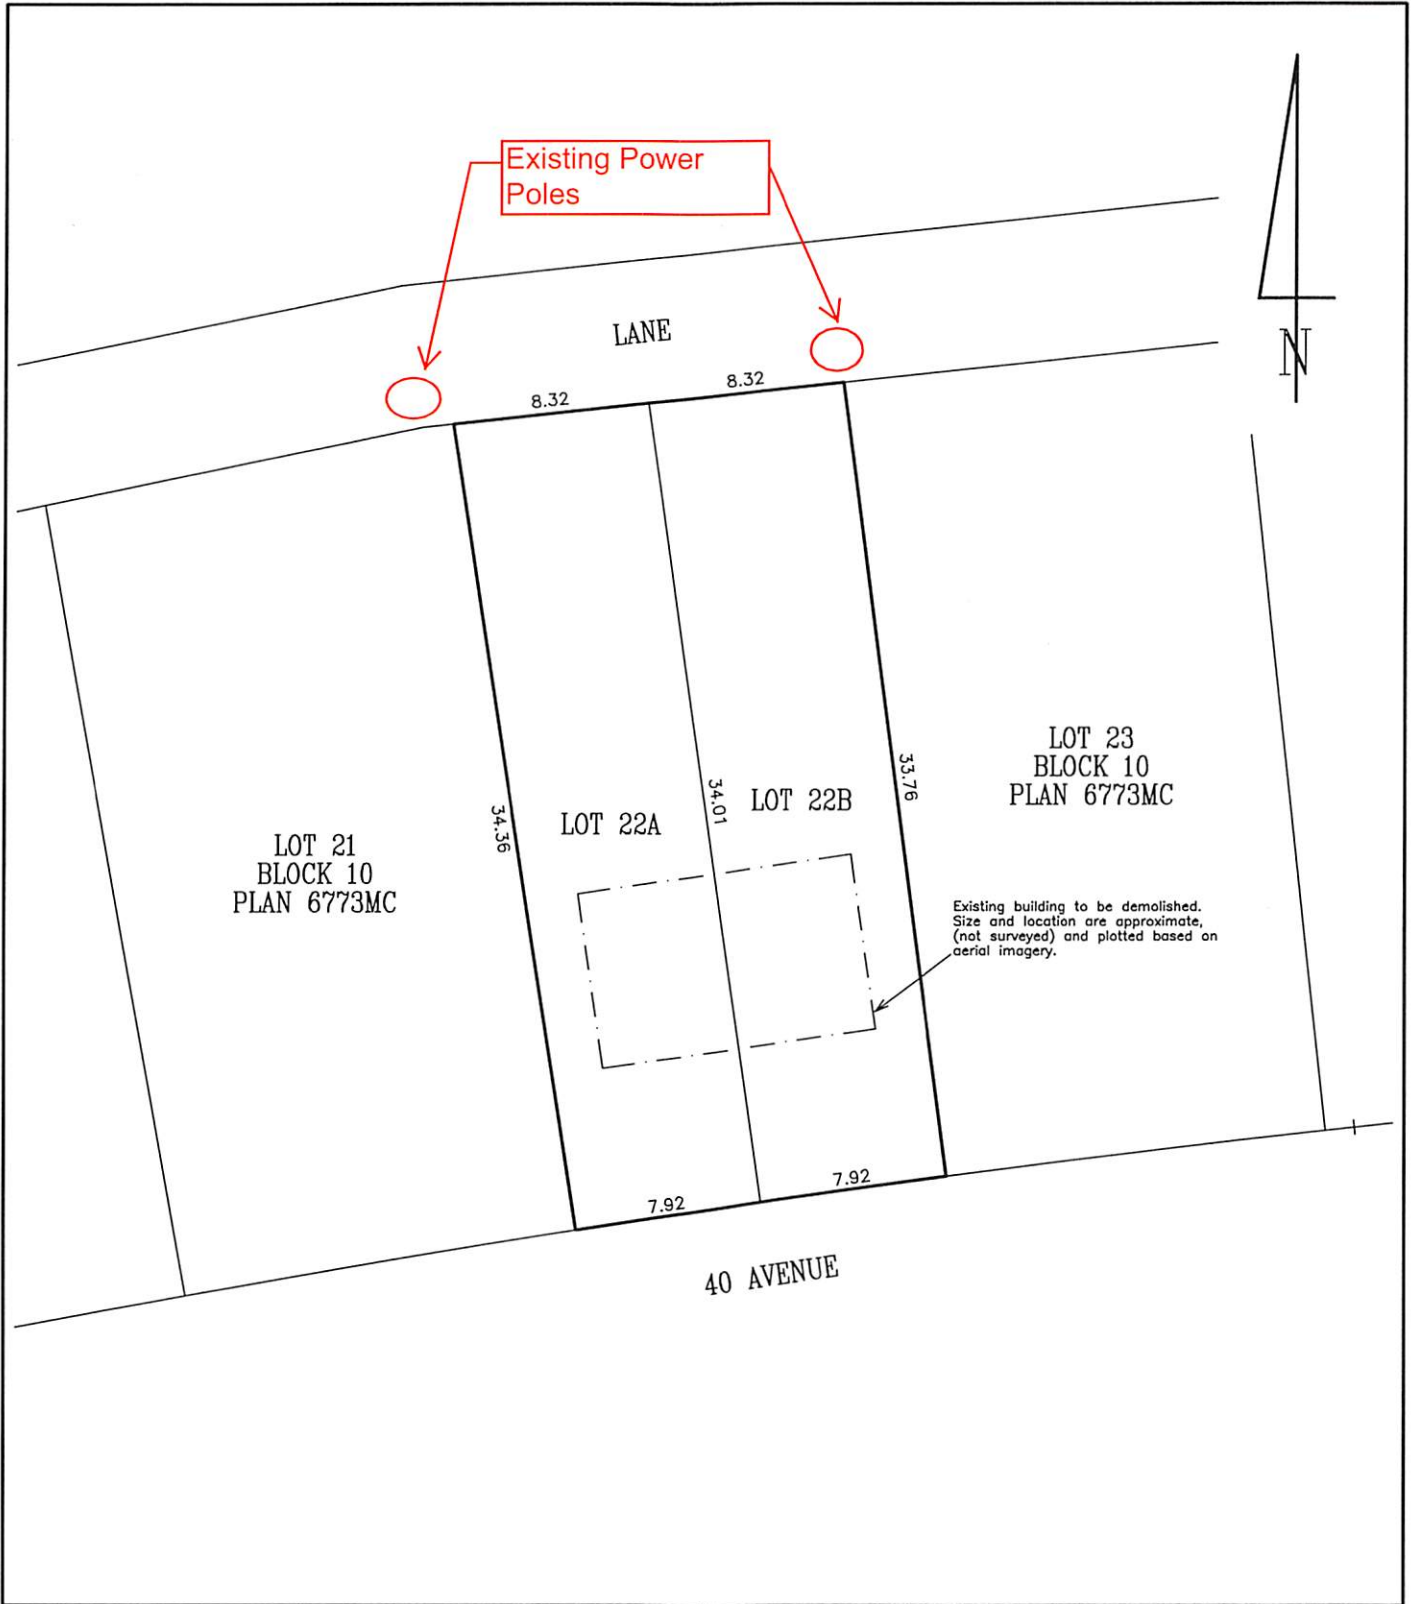 Existing Power
Poles
N
LANE
8.32
8.32
34.36
34.01
33.76
LOT 21
BLOCK 10
PLAN 6773MC
LOT 22A
LOT 22B
LOT 23
BLOCK 10
PLAN 6773MC
Existing building to be demolished.
Size and location are approximate,
(not surveyed) and plotted based on
aerial imagery.
7.92
7.92
40 AVENUE